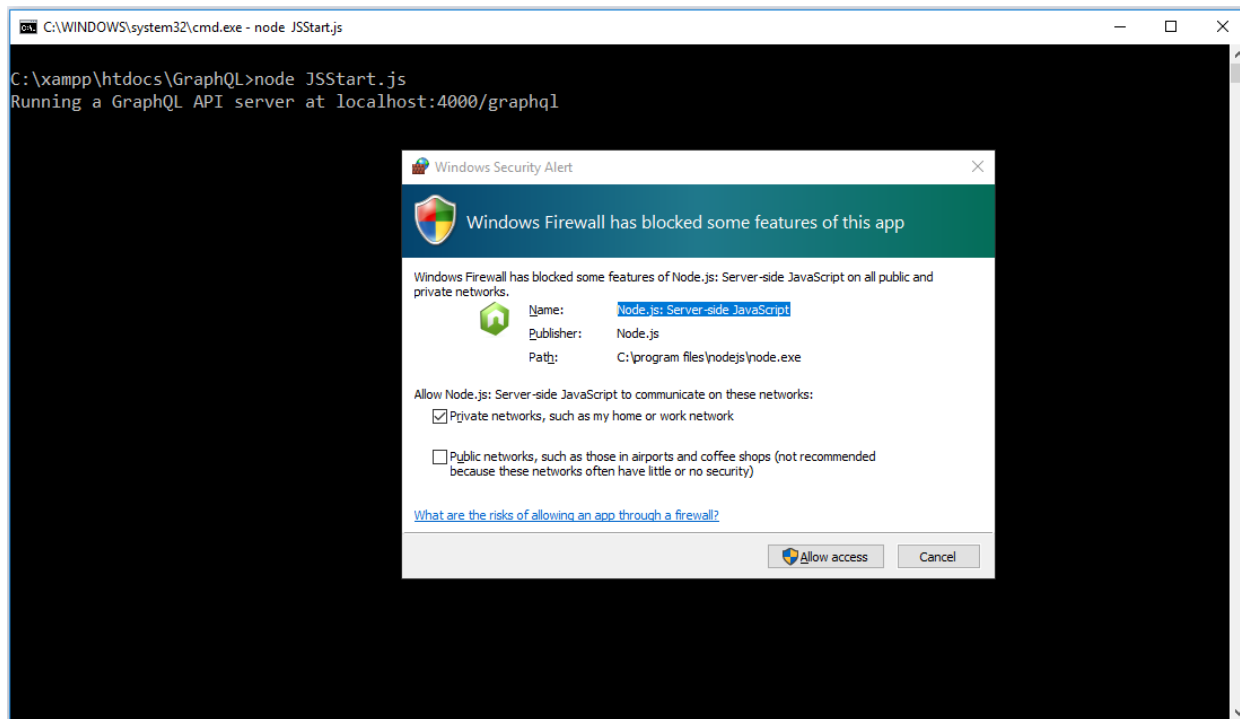 C:\WINDOWS\system32\cmd.exe - node JSStart.js
C:\xampp\htdocs\GraphQL>node JSStart.js
Running a GraphQL API server at localhost:4000/graphql
Windows Security Alert
Windows Firewall has blocked some features of this app
Windows Firewall has blocked some features of Node.js: Server-side JavaScript on all public and
private networks.
Name: Node.js: Server-side JavaScript
Publisher: Node.js
Path: C:\program files\nodejs\node.exe
Allow Node.js: Server-side JavaScript to communicate on these networks:
Private networks, such as my home or work network
Public networks, such as those in airports and coffee shops (not recommended
because these networks often have little or no security)
What are the risks of allowing an app through a firewall?
Allow access Cancel